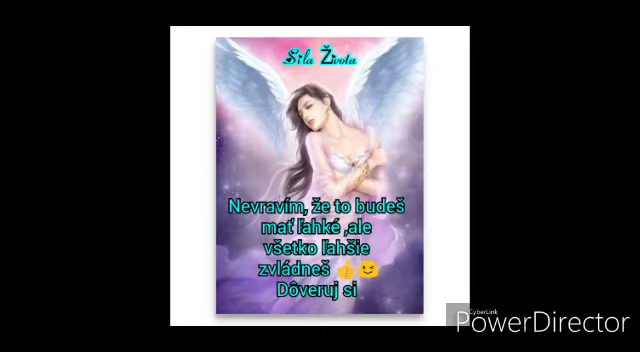 Sila Života
Nevravím, že to budeš
mať ľahké ,ale
všetko ľahšie
zvládneš 👍😉
Dôveruj si
CyberLink
PowerDirector